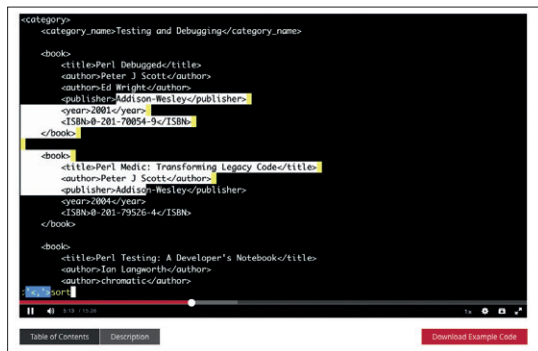 <category>
<category_name>Testing and Debugging</category_name>
<book>
<title>Perl Debugged</title>
<author>Peter J Scott</author>
<author>Ed Wright</author>
<publisher>Addison-Wesley</publisher>
<year>2001</year>
<ISBN>0-201-70054-9</ISBN>
</book>
<book>
<title>Perl Medic: Transforming Legacy Code</title>
<author>Peter J Scott</author>
<publisher>Addison-Wesley</publisher>
<year>2004</year>
<ISBN>0-201-79526-4</ISBN>
</book>
<book>
<title>Perl Testing: A Developer's Notebook</title>
<author>Ian Langworth</author>
<author>chromatic</author>
:'<,'>sort
1x
Table of Contents Description Download Example Code